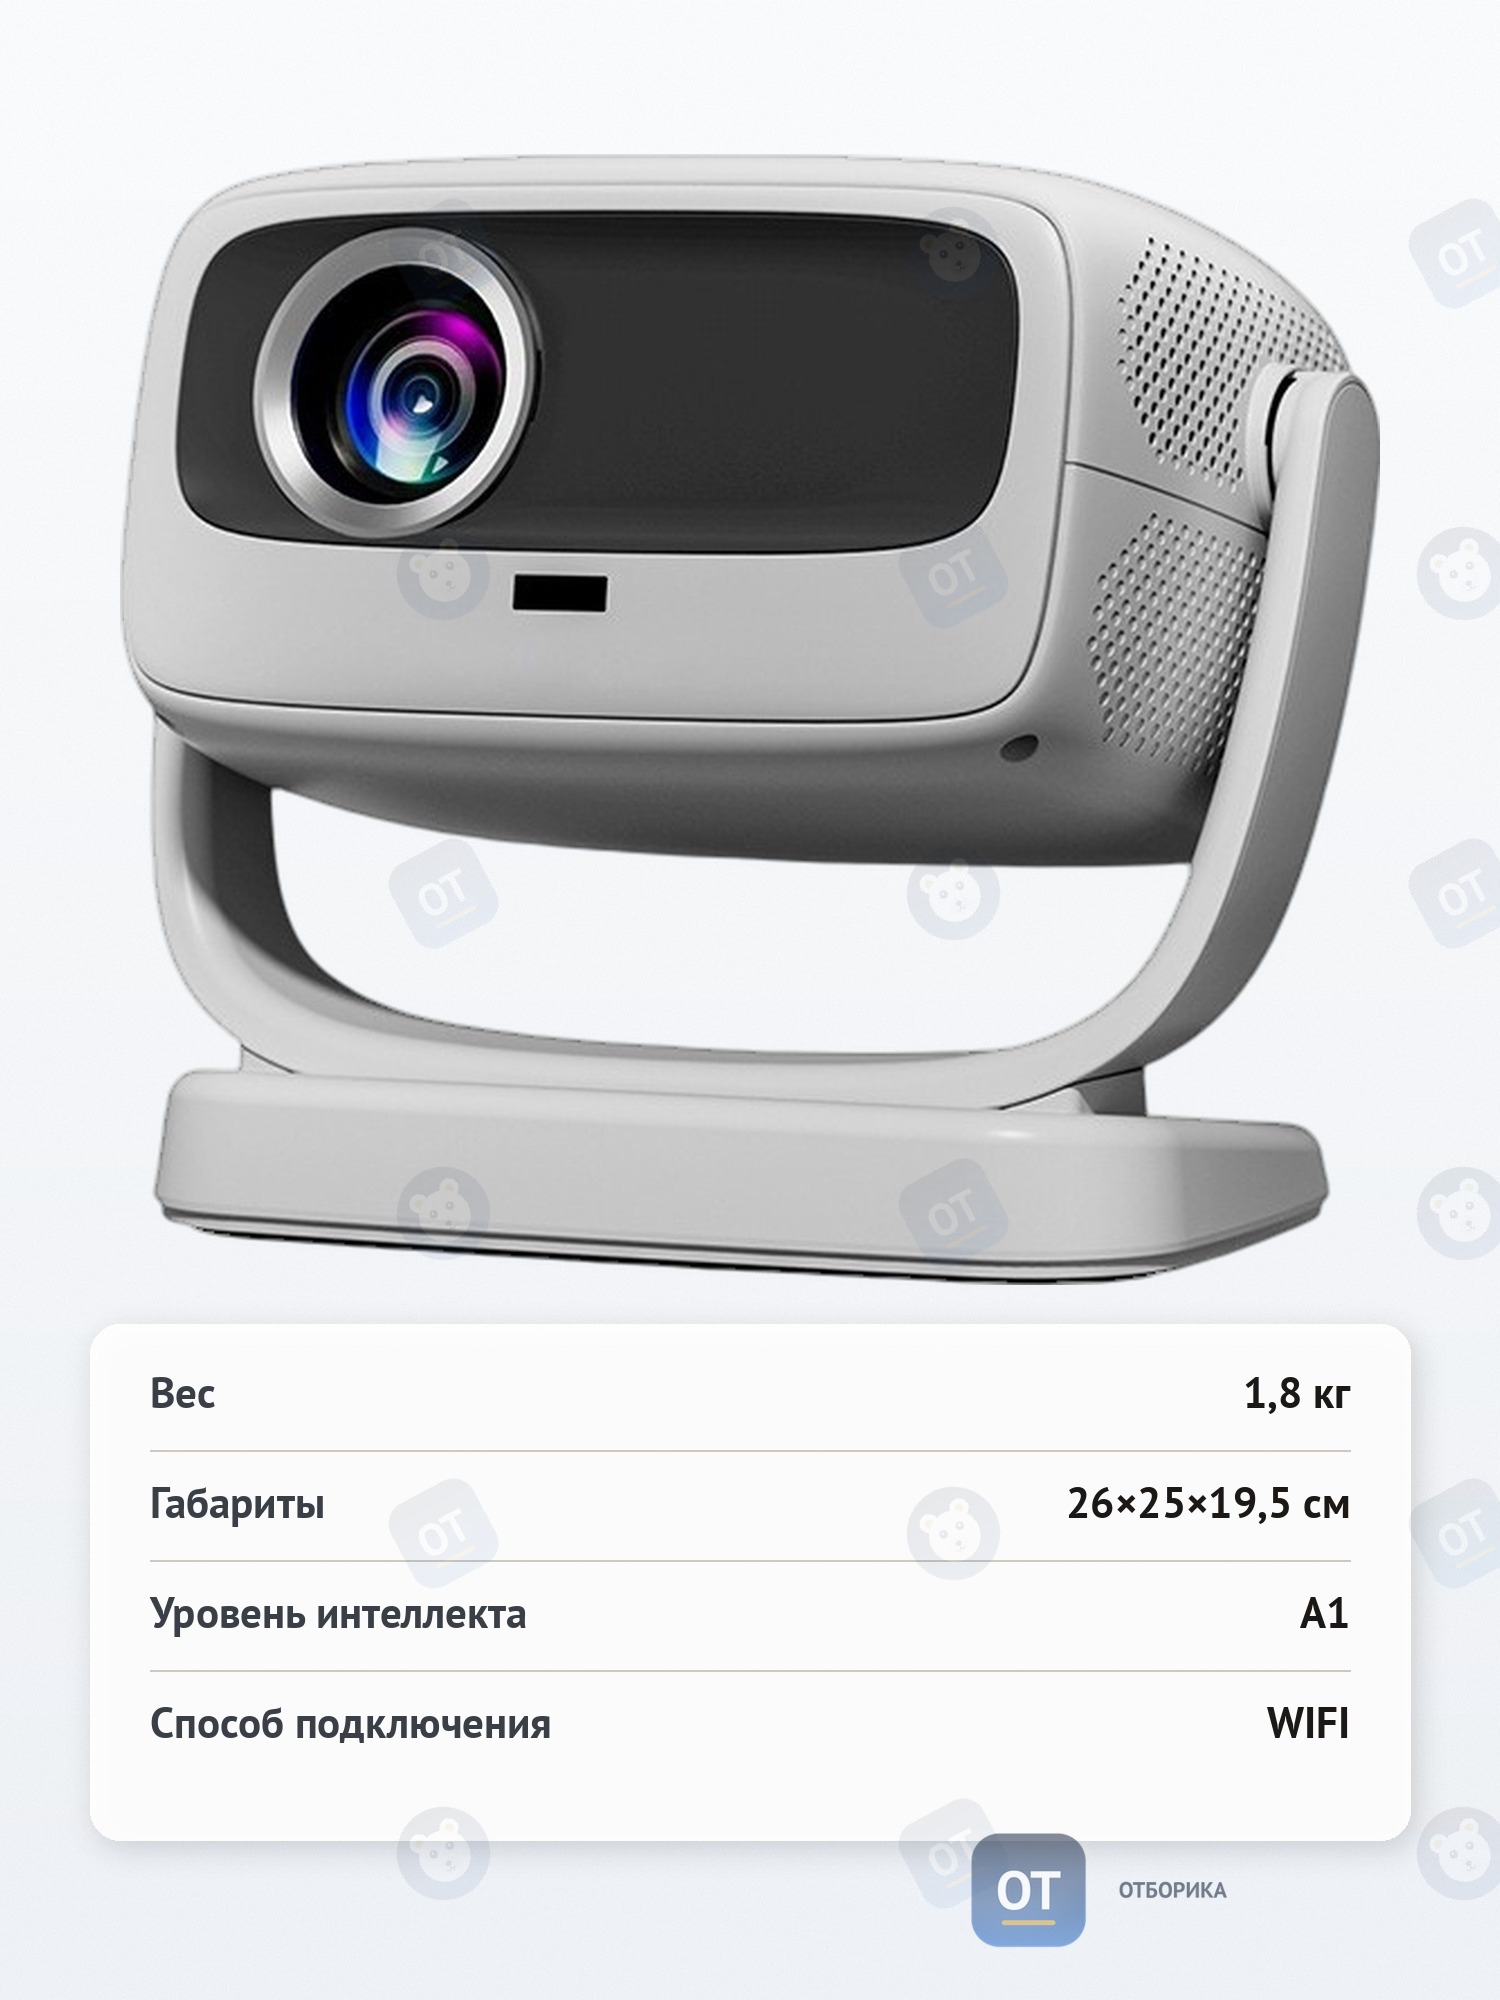 Вес 1,8 кг
Габариты 26×25×19,5 см
Уровень интеллекта A1
Способ подключения WIFI
ОТ ОТБОРИКА